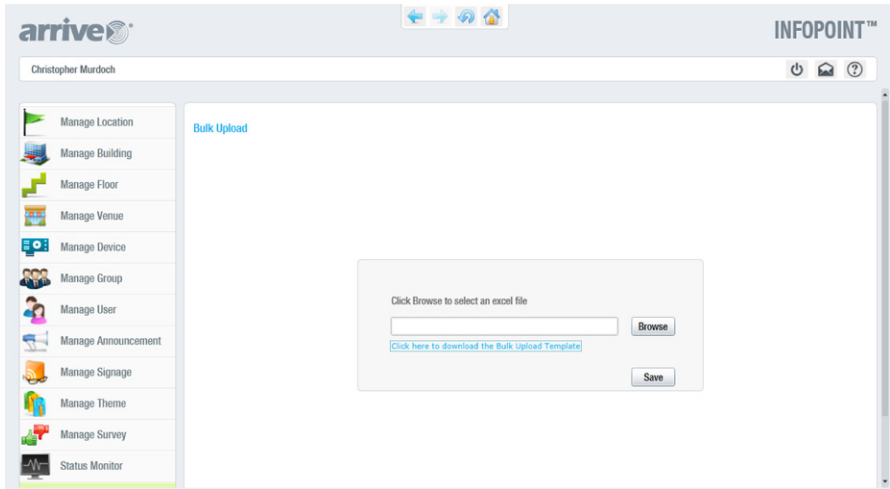 arrive
INFOPOINT™
Christopher Murdoch
Manage Location
Manage Building
Manage Floor
Manage Venue
Manage Device
Manage Group
Manage User
Manage Announcement
Manage Signage
Manage Theme
Manage Survey
Status Monitor
Bulk Upload
Click Browse to select an excel file
Browse
Click here to download the Bulk Upload Template
Save